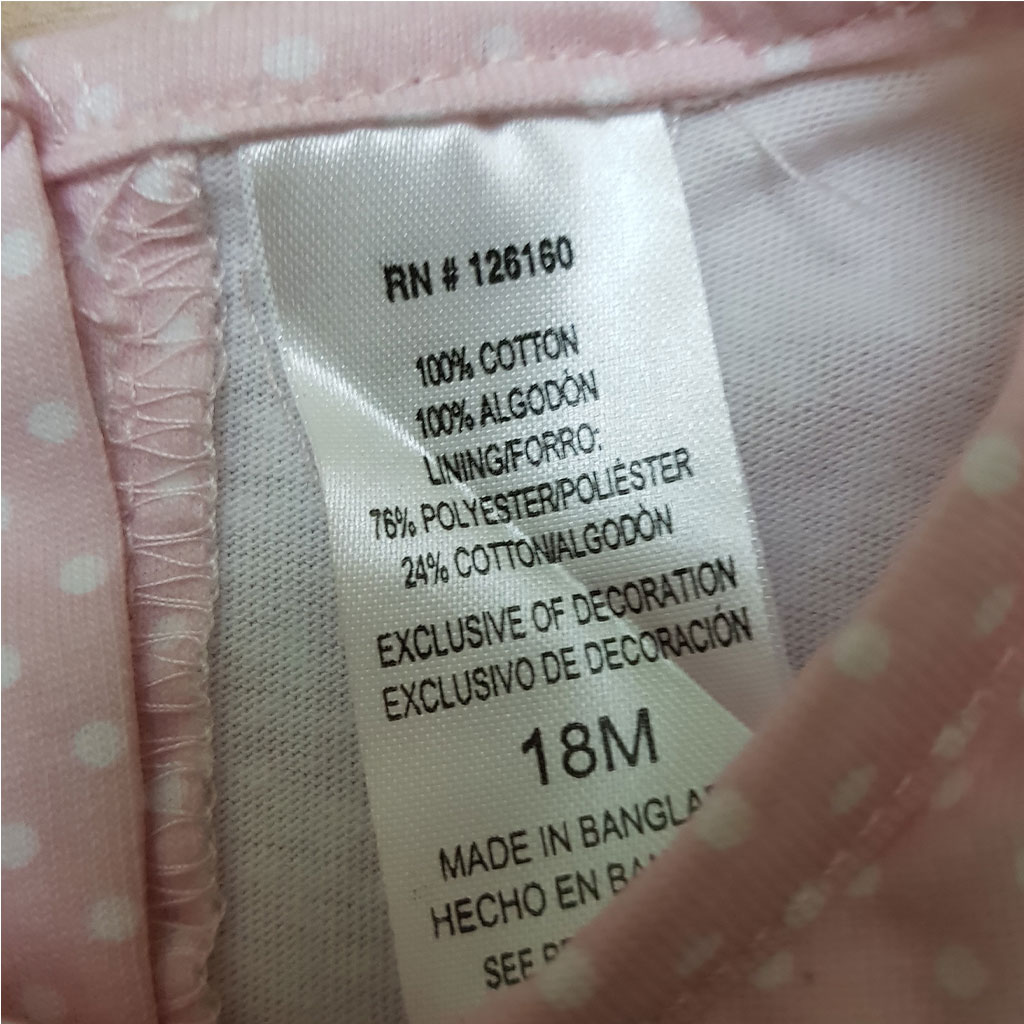 RN # 126160
100% COTTON
100% ALGODÒN
LINING/FORRO:
76% POLYESTER/POLIÉSTER
24% COTTON/ALGODÒN
EXCLUSIVE OF DECORATION
EXCLUSIVO DE DECORACIÓN
18M
MADE IN BANGLA
HECHO EN BA
SEE